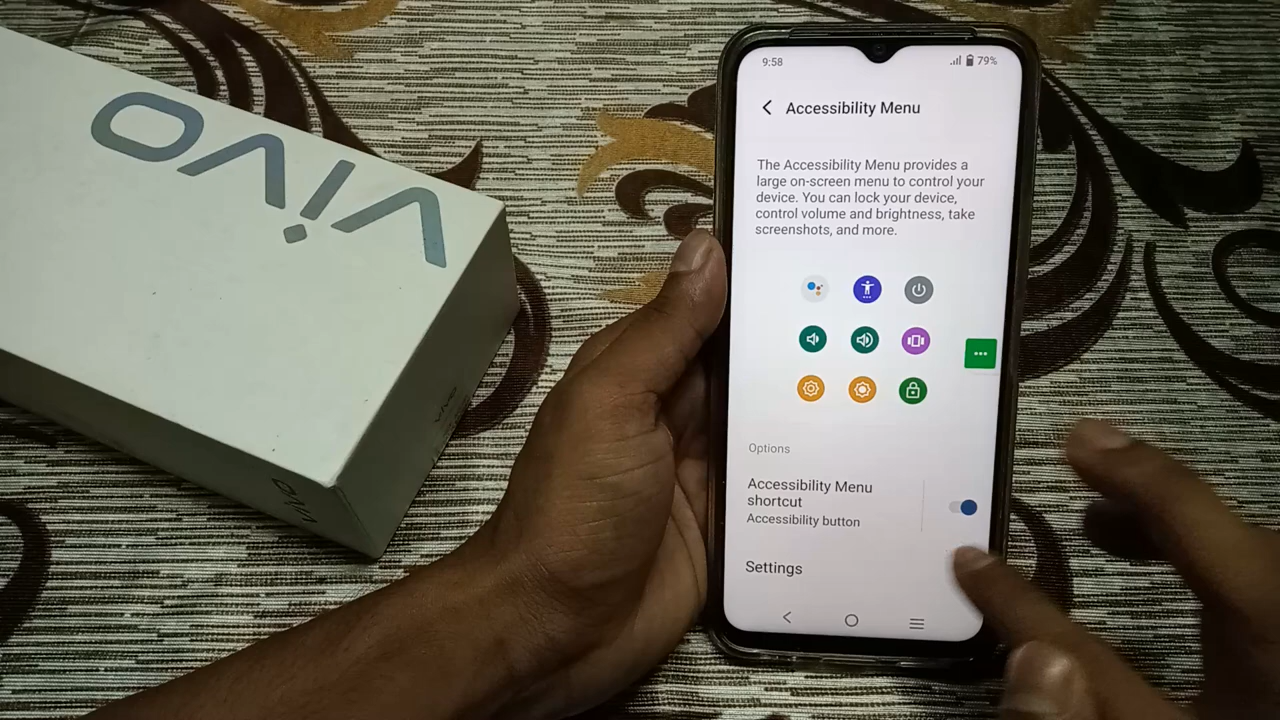 vivo
vivo
vivo
9:58
79%
Accessibility Menu
The Accessibility Menu provides a
large on-screen menu to control your
device. You can lock your device,
control volume and brightness, take
screenshots, and more.
Options
Accessibility Menu
shortcut
Accessibility button
Settings